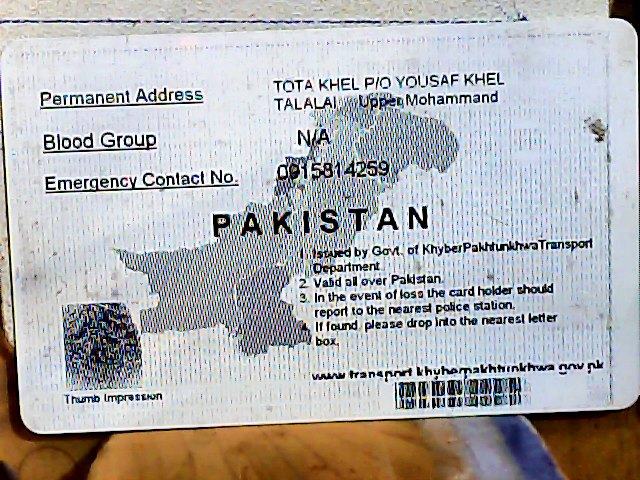 Permanent Address TOTA KHEL P/O YOUSAF KHEL
TALALAI Upper Mohammand
Blood Group N/A
Emergency Contact No. 0915814259
PAKISTAN
1. Issued by Govt. of KhyberPakhtunkhwaTransport
Department.
2. Valid all over Pakistan.
3. In the event of loss the card holder should
report to the nearest police station.
4. If found, please drop into the nearest letter
box.
www.transport.khyberpakhtunkhwa.gov.pk
Thumb Impression